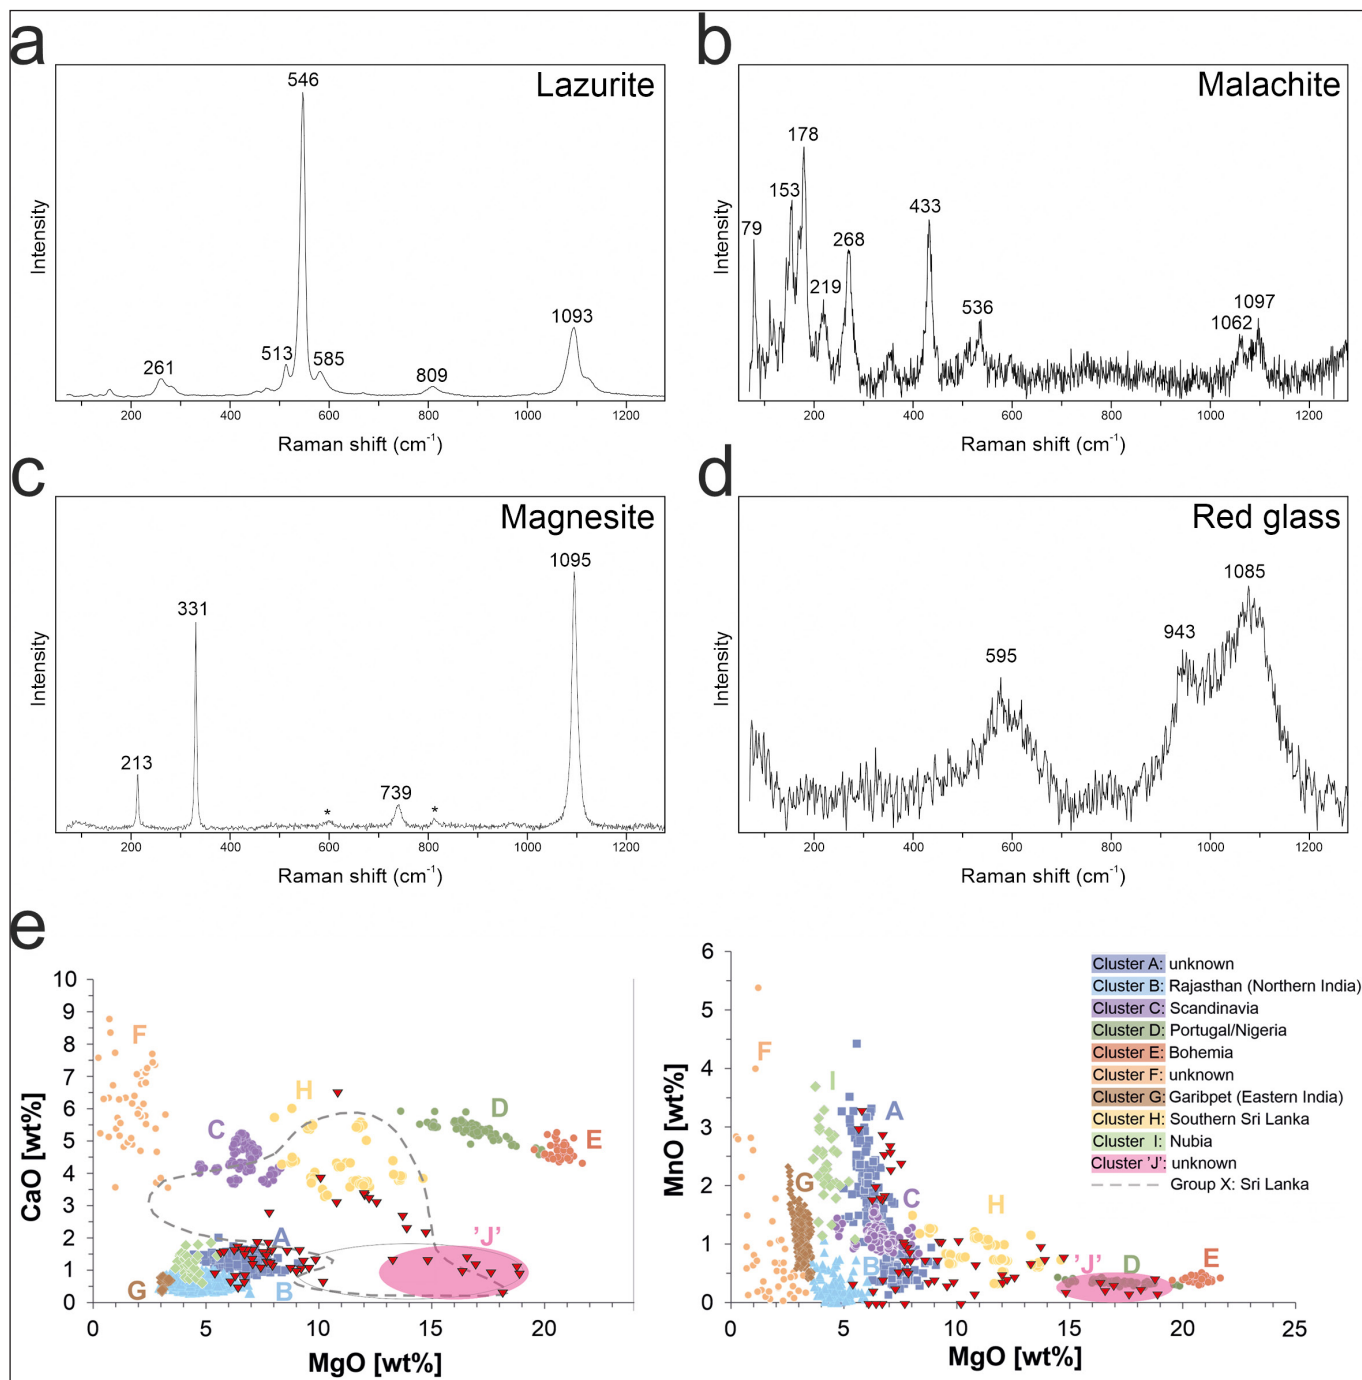 a
Lazurite
546
1093
513
585
261
809
Intensity
200
400
600
800
1000
1200
Raman shift (cm⁻¹)
b
Malachite
178
153
79
433
268
219
536
1097
1062
Intensity
200
400
600
800
1000
1200
Raman shift (cm⁻¹)
c
Magnesite
1095
331
213
739
*
*
Intensity
200
400
600
800
1000
1200
Raman shift (cm⁻¹)
d
Red glass
1085
943
595
Intensity
200
400
600
800
1000
1200
Raman shift (cm⁻¹)
e
10
9
8
7
6
5
4
3
2
1
0
CaO [wt%]
F
H
C
D
E
A
'J'
G
B
0
5
10
15
20
MgO [wt%]
6
5
4
3
2
1
0
MnO [wt%]
F
I
A
G
C
H
B
'J'
D
E
0
5
10
15
20
25
MgO [wt%]
Cluster A: unknown
Cluster B: Rajasthan (Northern India)
Cluster C: Scandinavia
Cluster D: Portugal/Nigeria
Cluster E: Bohemia
Cluster F: unknown
Cluster G: Garibpet (Eastern India)
Cluster H: Southern Sri Lanka
Cluster I: Nubia
Cluster 'J': unknown
Group X: Sri Lanka